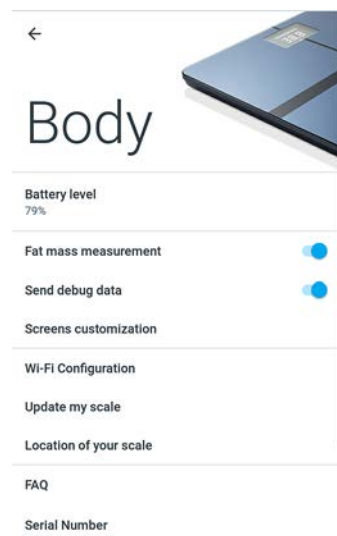 Body
Battery level
79%
Fat mass measurement
Send debug data
Screens customization
Wi-Fi Configuration
Update my scale
Location of your scale
FAQ
Serial Number